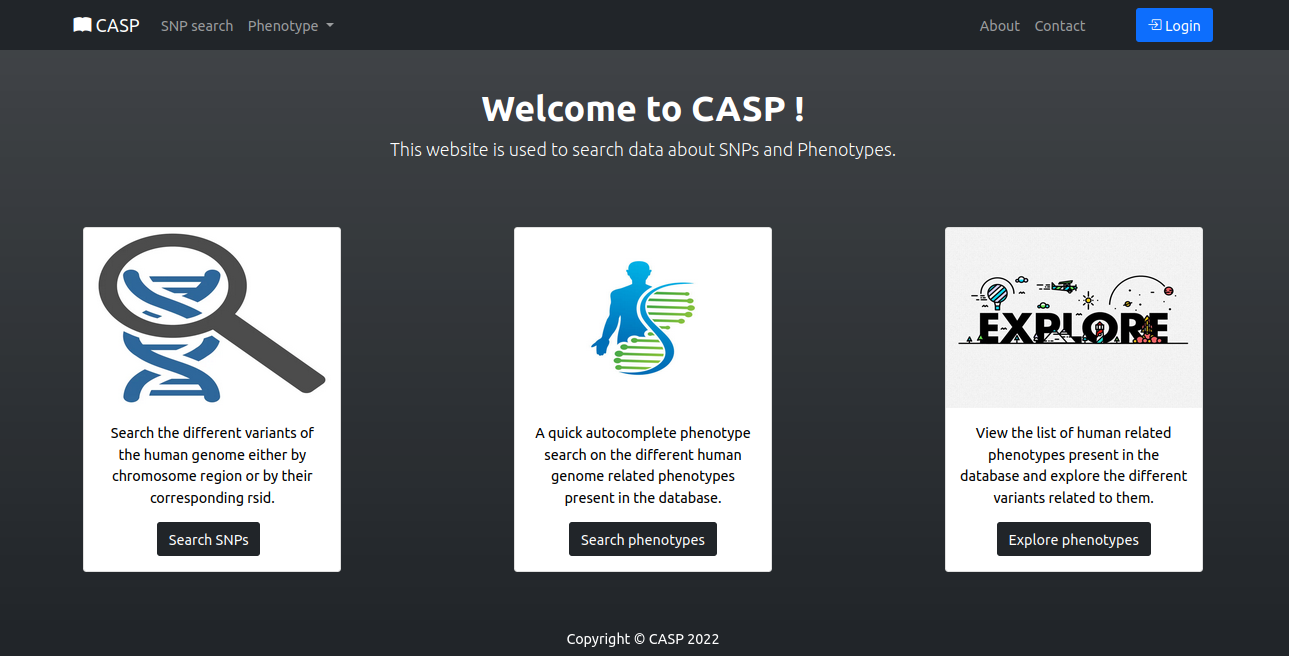 CASP
SNP search
Phenotype
About
Contact
Login
Welcome to CASP !
This website is used to search data about SNPs and Phenotypes.
EXPLORE
Search the different variants of
the human genome either by
chromosome region or by their
corresponding rsid.
Search SNPs
A quick autocomplete phenotype
search on the different human
genome related phenotypes
present in the database.
Search phenotypes
View the list of human related
phenotypes present in the
database and explore the different
variants related to them.
Explore phenotypes
Copyright © CASP 2022